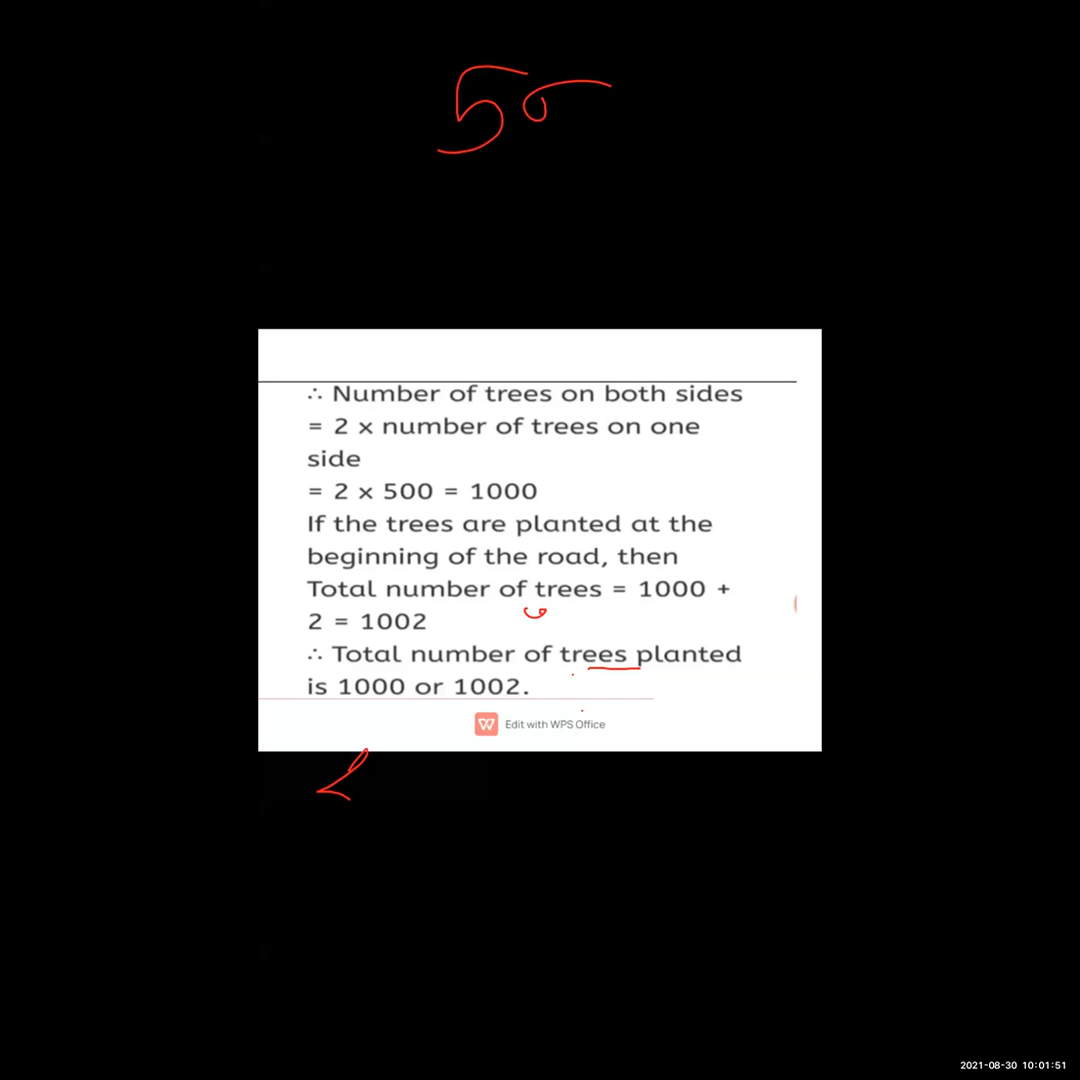 50
∴ Number of trees on both sides
= 2 x number of trees on one
side
= 2 x 500 = 1000
If the trees are planted at the
beginning of the road, then
Total number of trees = 1000 +
2 = 1002
∴ Total number of trees planted
is 1000 or 1002.
W Edit with WPS Office
2021-08-30 10:01:51